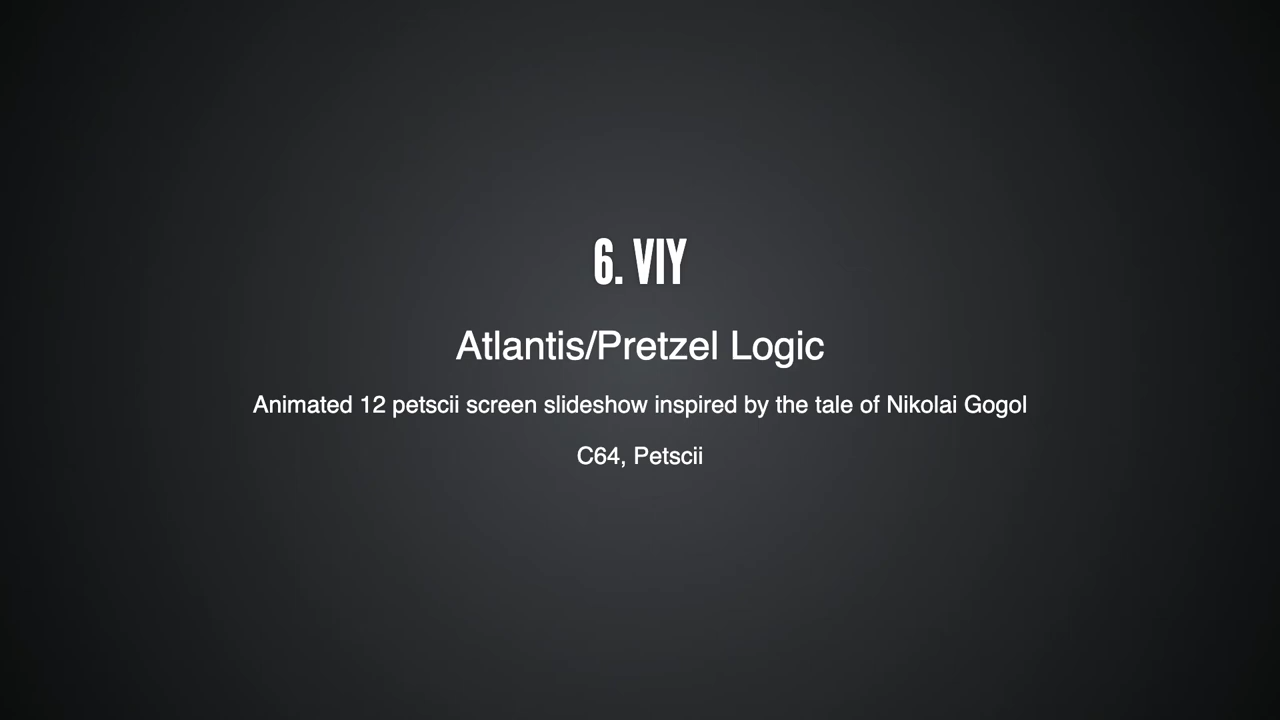 6. VIY
Atlantis/Pretzel Logic
Animated 12 petscii screen slideshow inspired by the tale of Nikolai Gogol
C64, Petscii